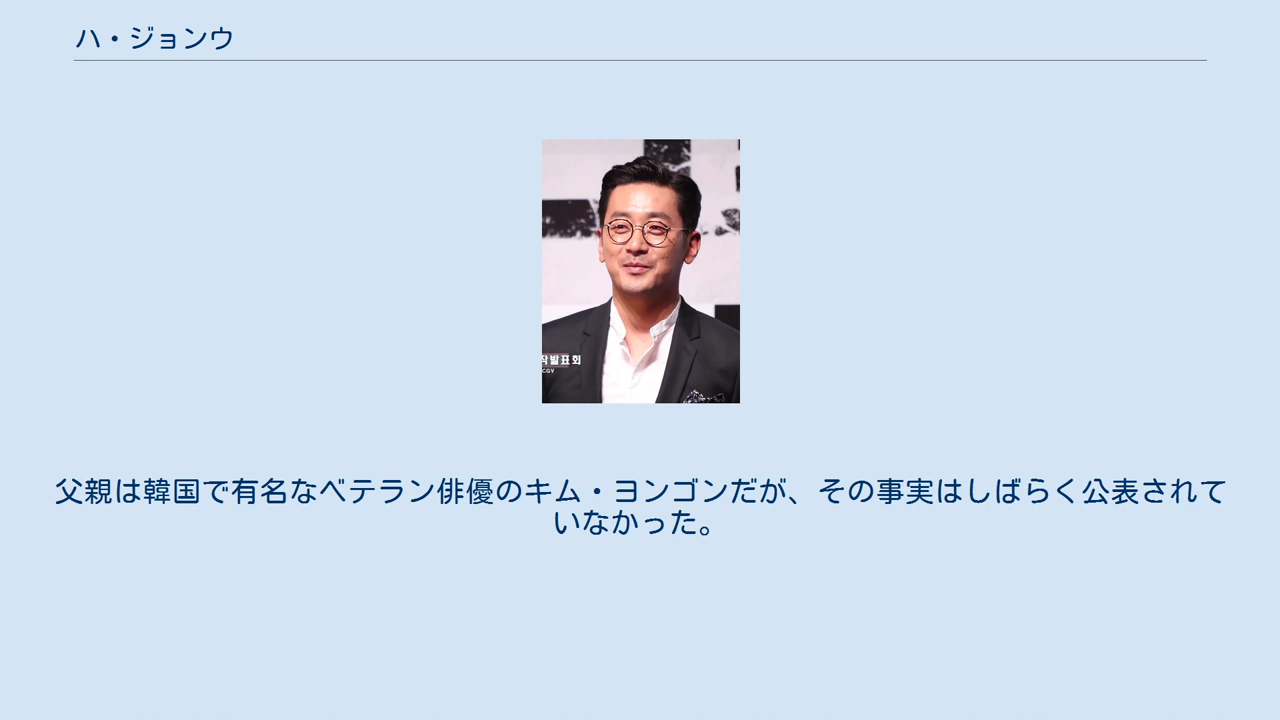 ハ・ジョンウ
작발표회
CGV
父親は韓国で有名なベテラン俳優のキム・ヨンゴンだが、その事実はしばらく公表されて
いなかった。